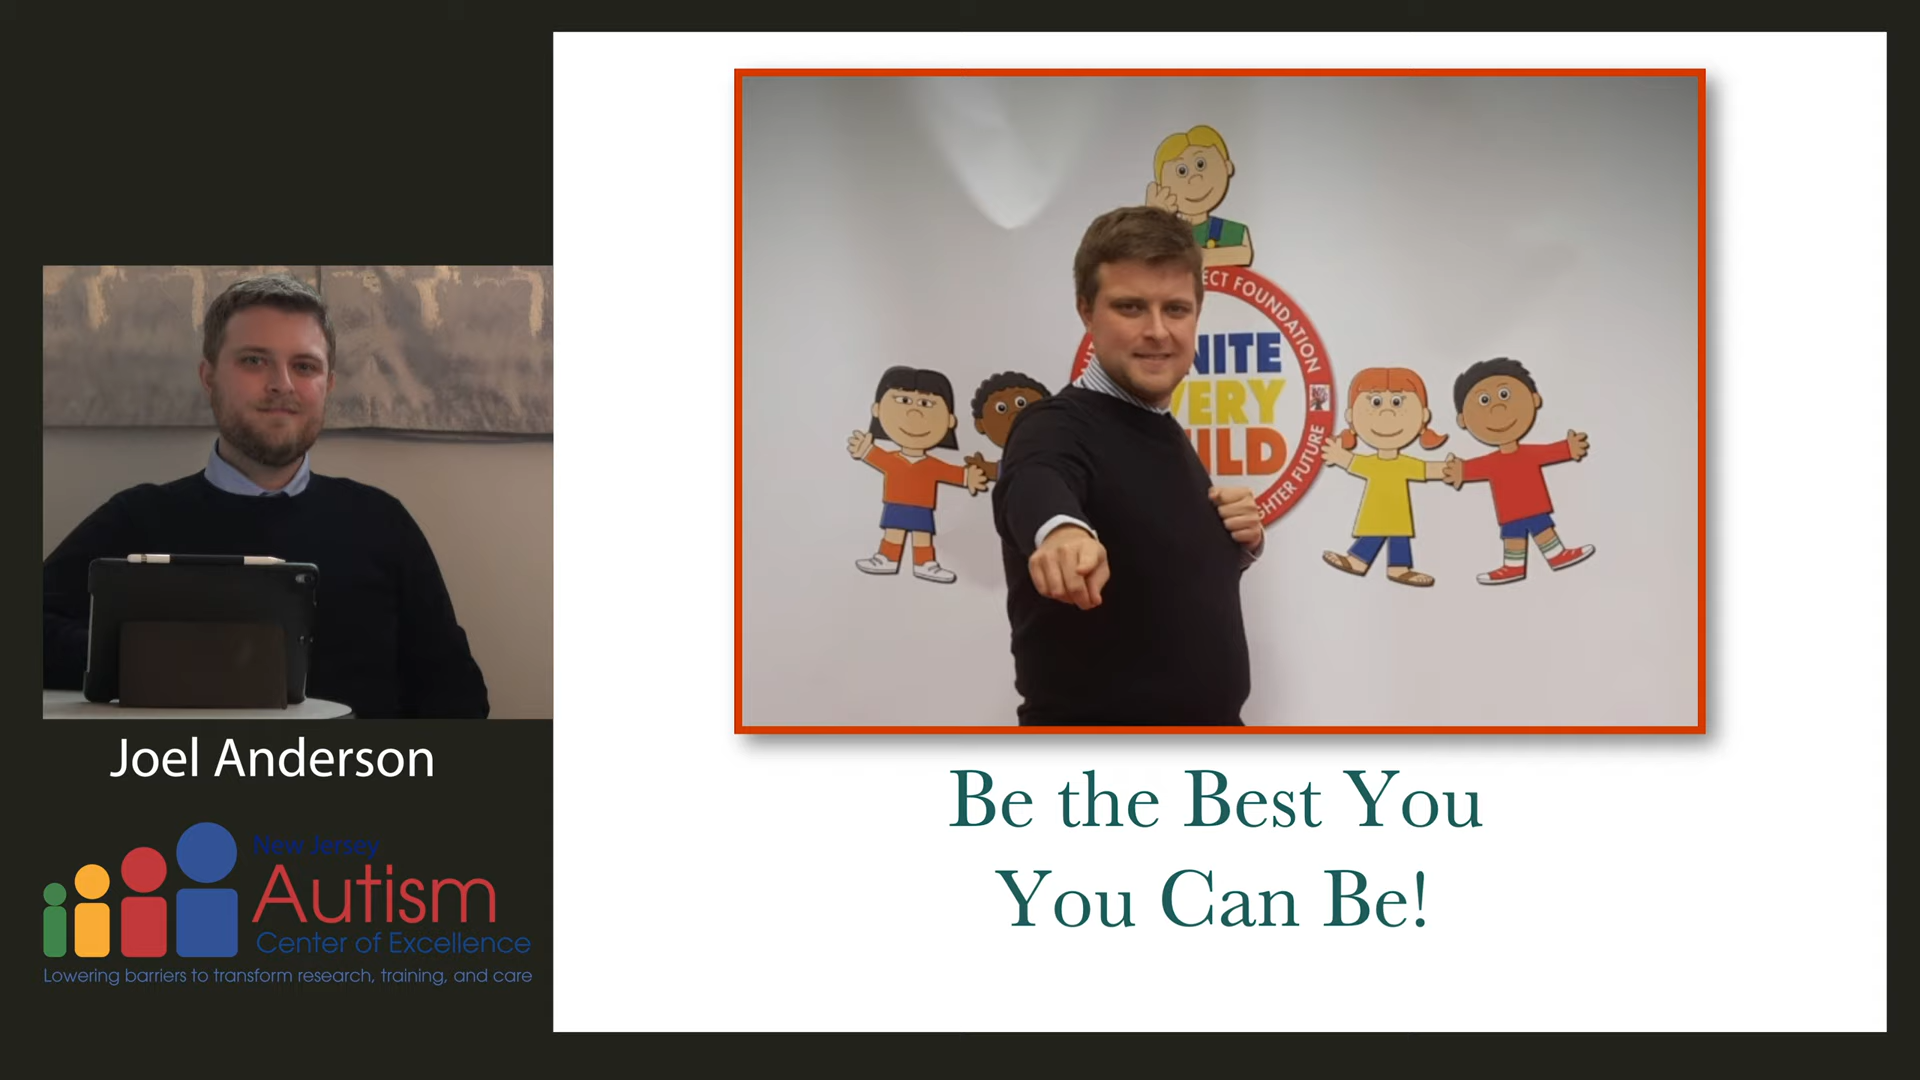 Joel Anderson
New Jersey
Autism
Center of Excellence
Lowering barriers to transform research, training, and care
FOUNDATION
Be the Best You
You Can Be!